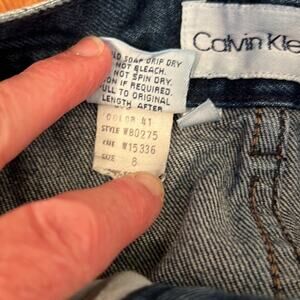 SOAP DRIP DRY
NOT BLEACH.
NOT SPIN DRY.
IF REQUIRED.
TO ORIGINAL
LENGTH AFTER
COLOR 41
STYLE W80275
CUT W15336
SIZE 8
Calvin Kle